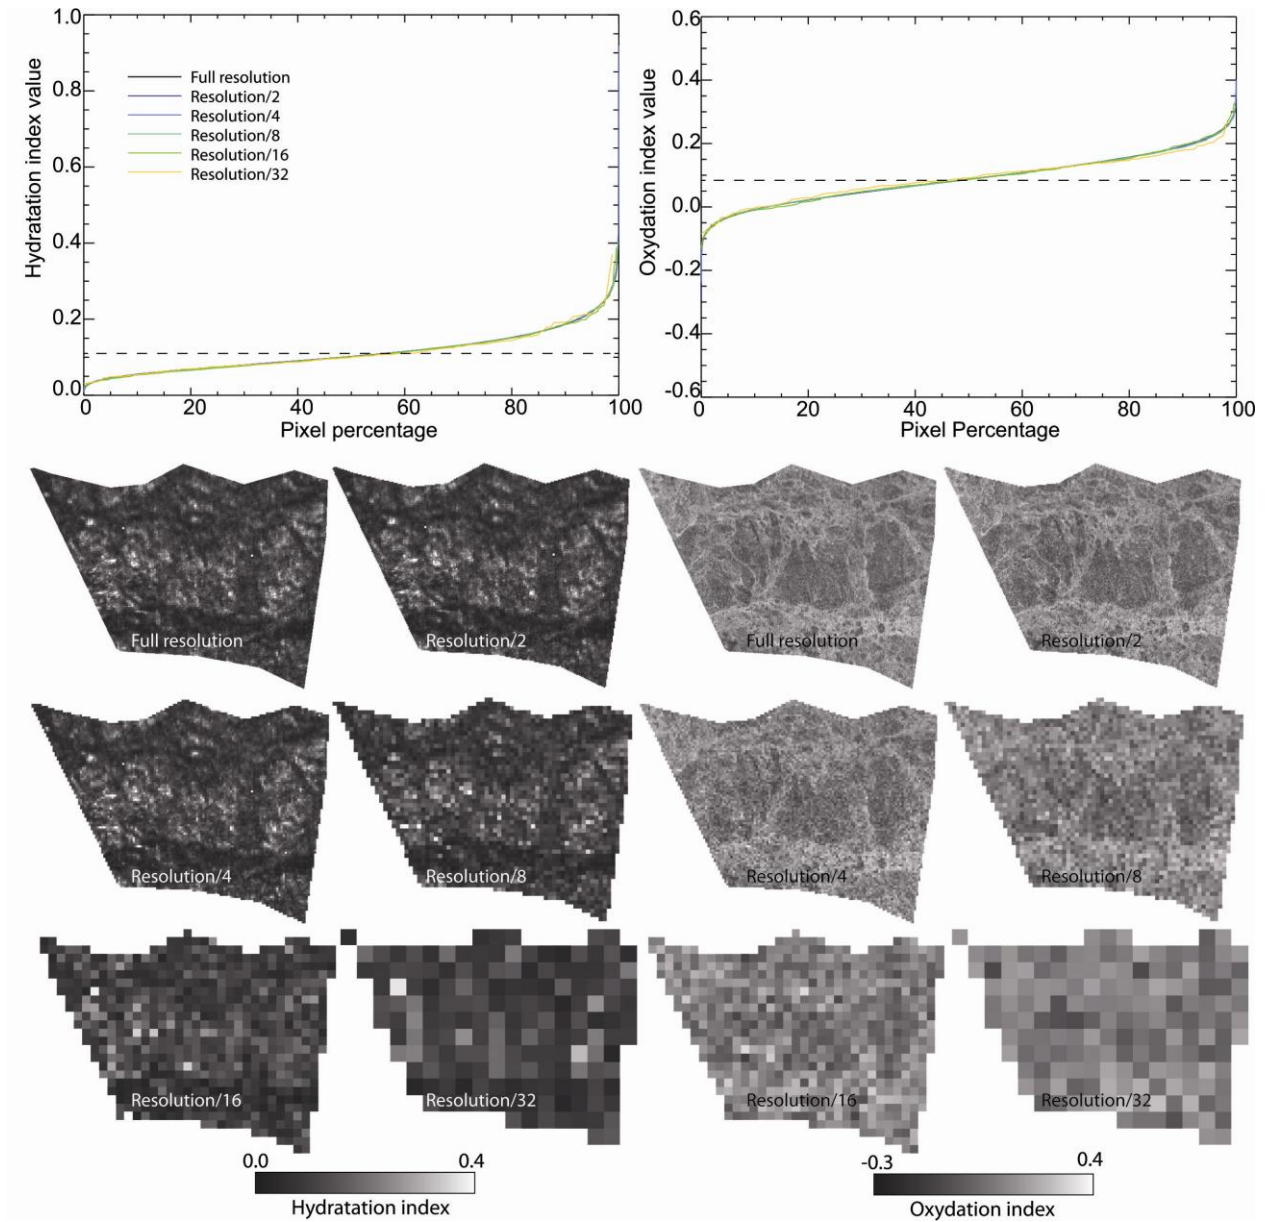 1.0
0.8
0.6
0.4
0.2
0.0
Hydratation index value
Full resolution
Resolution/2
Resolution/4
Resolution/8
Resolution/16
Resolution/32
0 20 40 60 80 100
Pixel percentage
0.6
0.4
0.2
0.0
-0.2
-0.4
-0.6
Oxydation index value
0 20 40 60 80 100
Pixel Percentage
Full resolution Resolution/2 Full resolution Resolution/2
Resolution/4 Resolution/8 Resolution/4 Resolution/8
Resolution/16 Resolution/32 Resolution/16 Resolution/32
0.0 0.4
Hydratation index
-0.3 0.4
Oxydation index